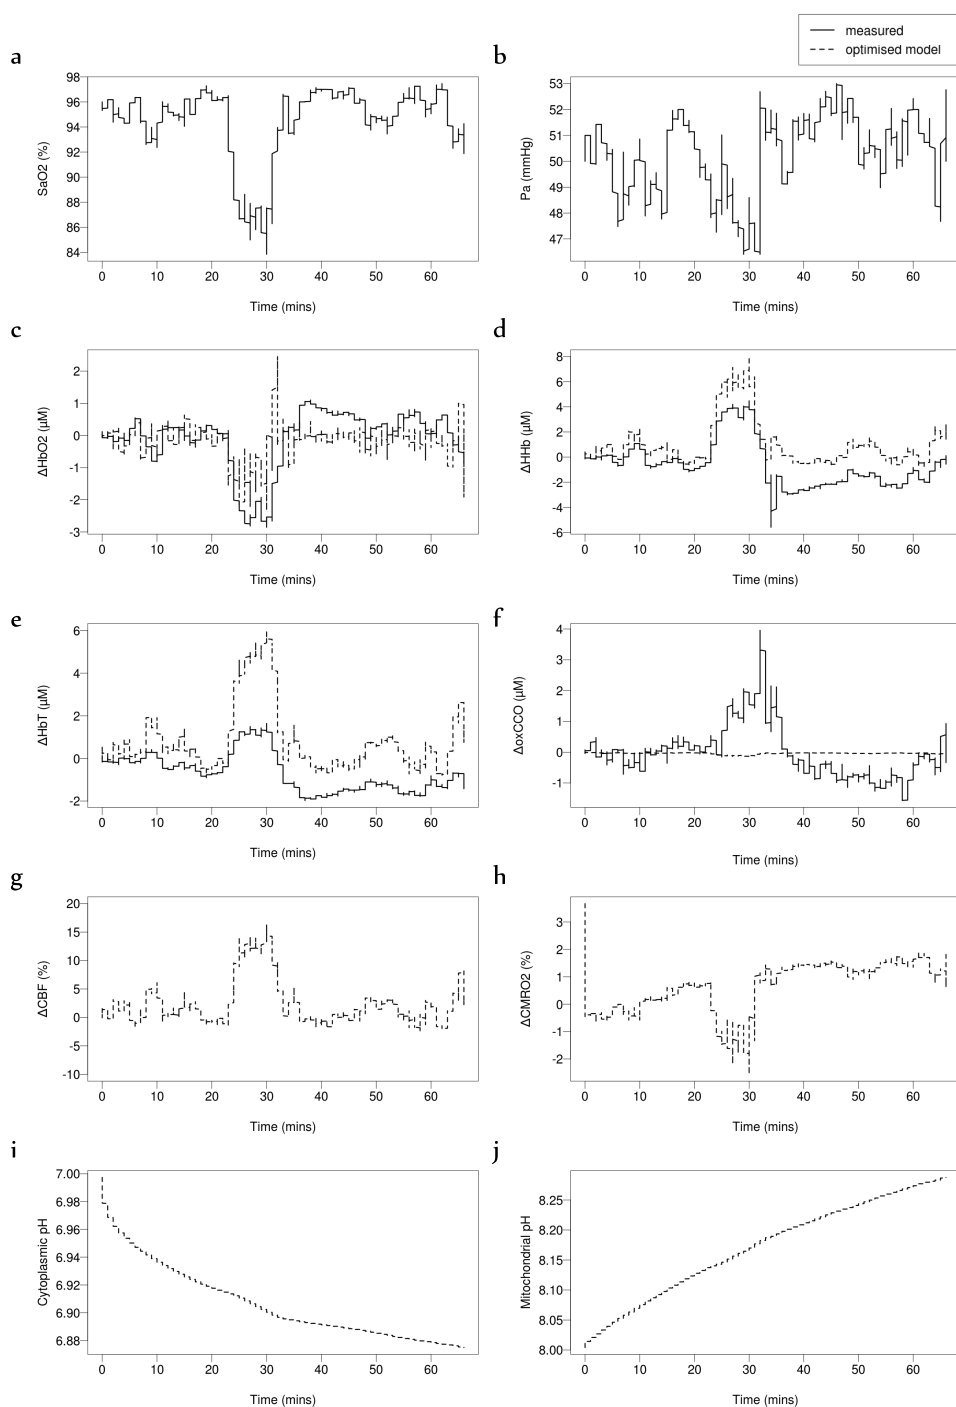 measured
optimised model
a
b
98
96
94
92
90
88
86
84
SaO2 (%)
0 10 20 30 40 50 60
Time (mins)
53
52
51
50
49
48
47
Pa (mmHg)
0 10 20 30 40 50 60
Time (mins)
c
d
2
1
0
-1
-2
-3
ΔHbO2 (µM)
0 10 20 30 40 50 60
Time (mins)
8
6
4
2
0
-2
-4
-6
ΔHHb (µM)
0 10 20 30 40 50 60
Time (mins)
e
f
6
4
2
0
-2
ΔHbT (µM)
0 10 20 30 40 50 60
Time (mins)
4
3
2
1
0
-1
ΔoxCCO (µM)
0 10 20 30 40 50 60
Time (mins)
g
h
20
15
10
5
0
-5
-10
ΔCBF (%)
0 10 20 30 40 50 60
Time (mins)
3
2
1
0
-1
-2
ΔCMRO2 (%)
0 10 20 30 40 50 60
Time (mins)
i
j
7.00
6.98
6.96
6.94
6.92
6.90
6.88
Cytoplasmic pH
0 10 20 30 40 50 60
Time (mins)
8.25
8.20
8.15
8.10
8.05
8.00
Mitochondrial pH
0 10 20 30 40 50 60
Time (mins)